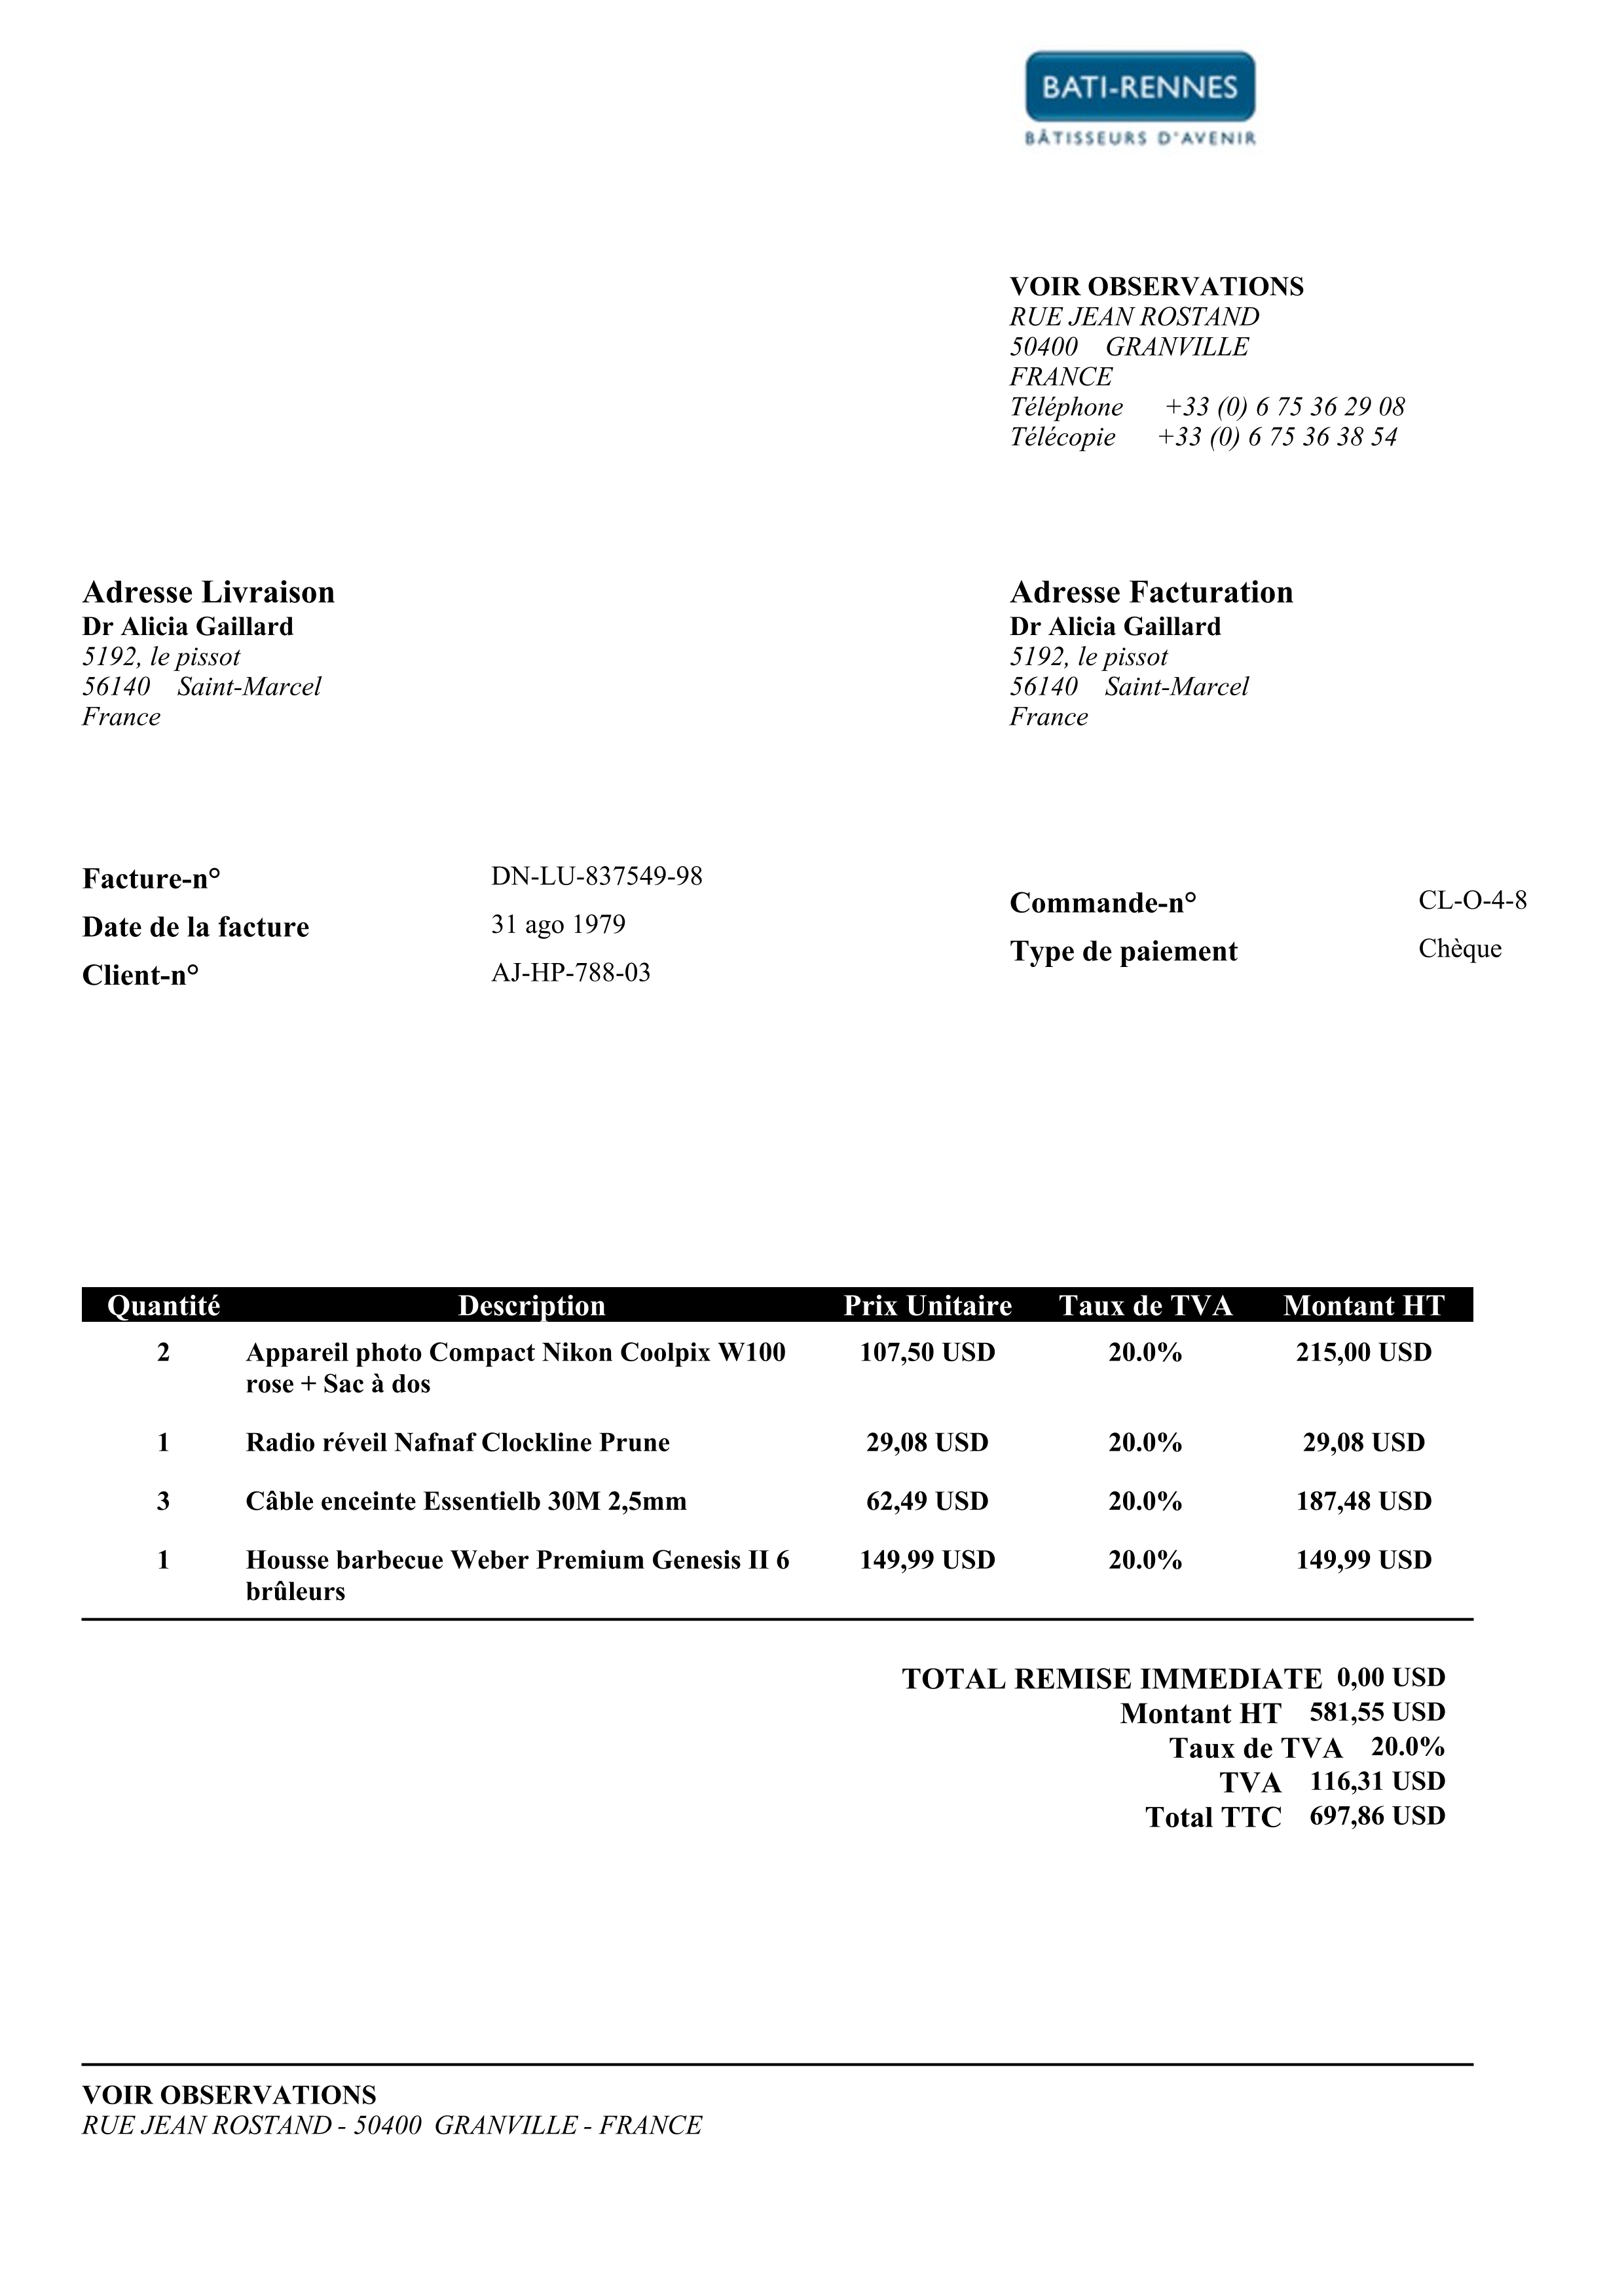 BATI-RENNES
BÂTISSEURS D'AVENIR
VOIR OBSERVATIONS
RUE JEAN ROSTAND
50400 GRANVILLE
FRANCE
Téléphone +33 (0) 6 75 36 29 08
Télécopie +33 (0) 6 75 36 38 54
Adresse Livraison
Dr Alicia Gaillard
5192, le pissot
56140 Saint-Marcel
France
Adresse Facturation
Dr Alicia Gaillard
5192, le pissot
56140 Saint-Marcel
France
Facture-n° DN-LU-837549-98
Date de la facture 31 ago 1979
Client-n° AJ-HP-788-03
Commande-n° CL-O-4-8
Type de paiement Chèque
Quantité Description Prix Unitaire Taux de TVA Montant HT
2 Appareil photo Compact Nikon Coolpix W100 107,50 USD 20.0% 215,00 USD
rose + Sac à dos
1 Radio réveil Nafnaf Clockline Prune 29,08 USD 20.0% 29,08 USD
3 Câble enceinte Essentielb 30M 2,5mm 62,49 USD 20.0% 187,48 USD
1 Housse barbecue Weber Premium Genesis II 6 149,99 USD 20.0% 149,99 USD
brûleurs
TOTAL REMISE IMMEDIATE 0,00 USD
Montant HT 581,55 USD
Taux de TVA 20.0%
TVA 116,31 USD
Total TTC 697,86 USD
VOIR OBSERVATIONS
RUE JEAN ROSTAND - 50400 GRANVILLE - FRANCE